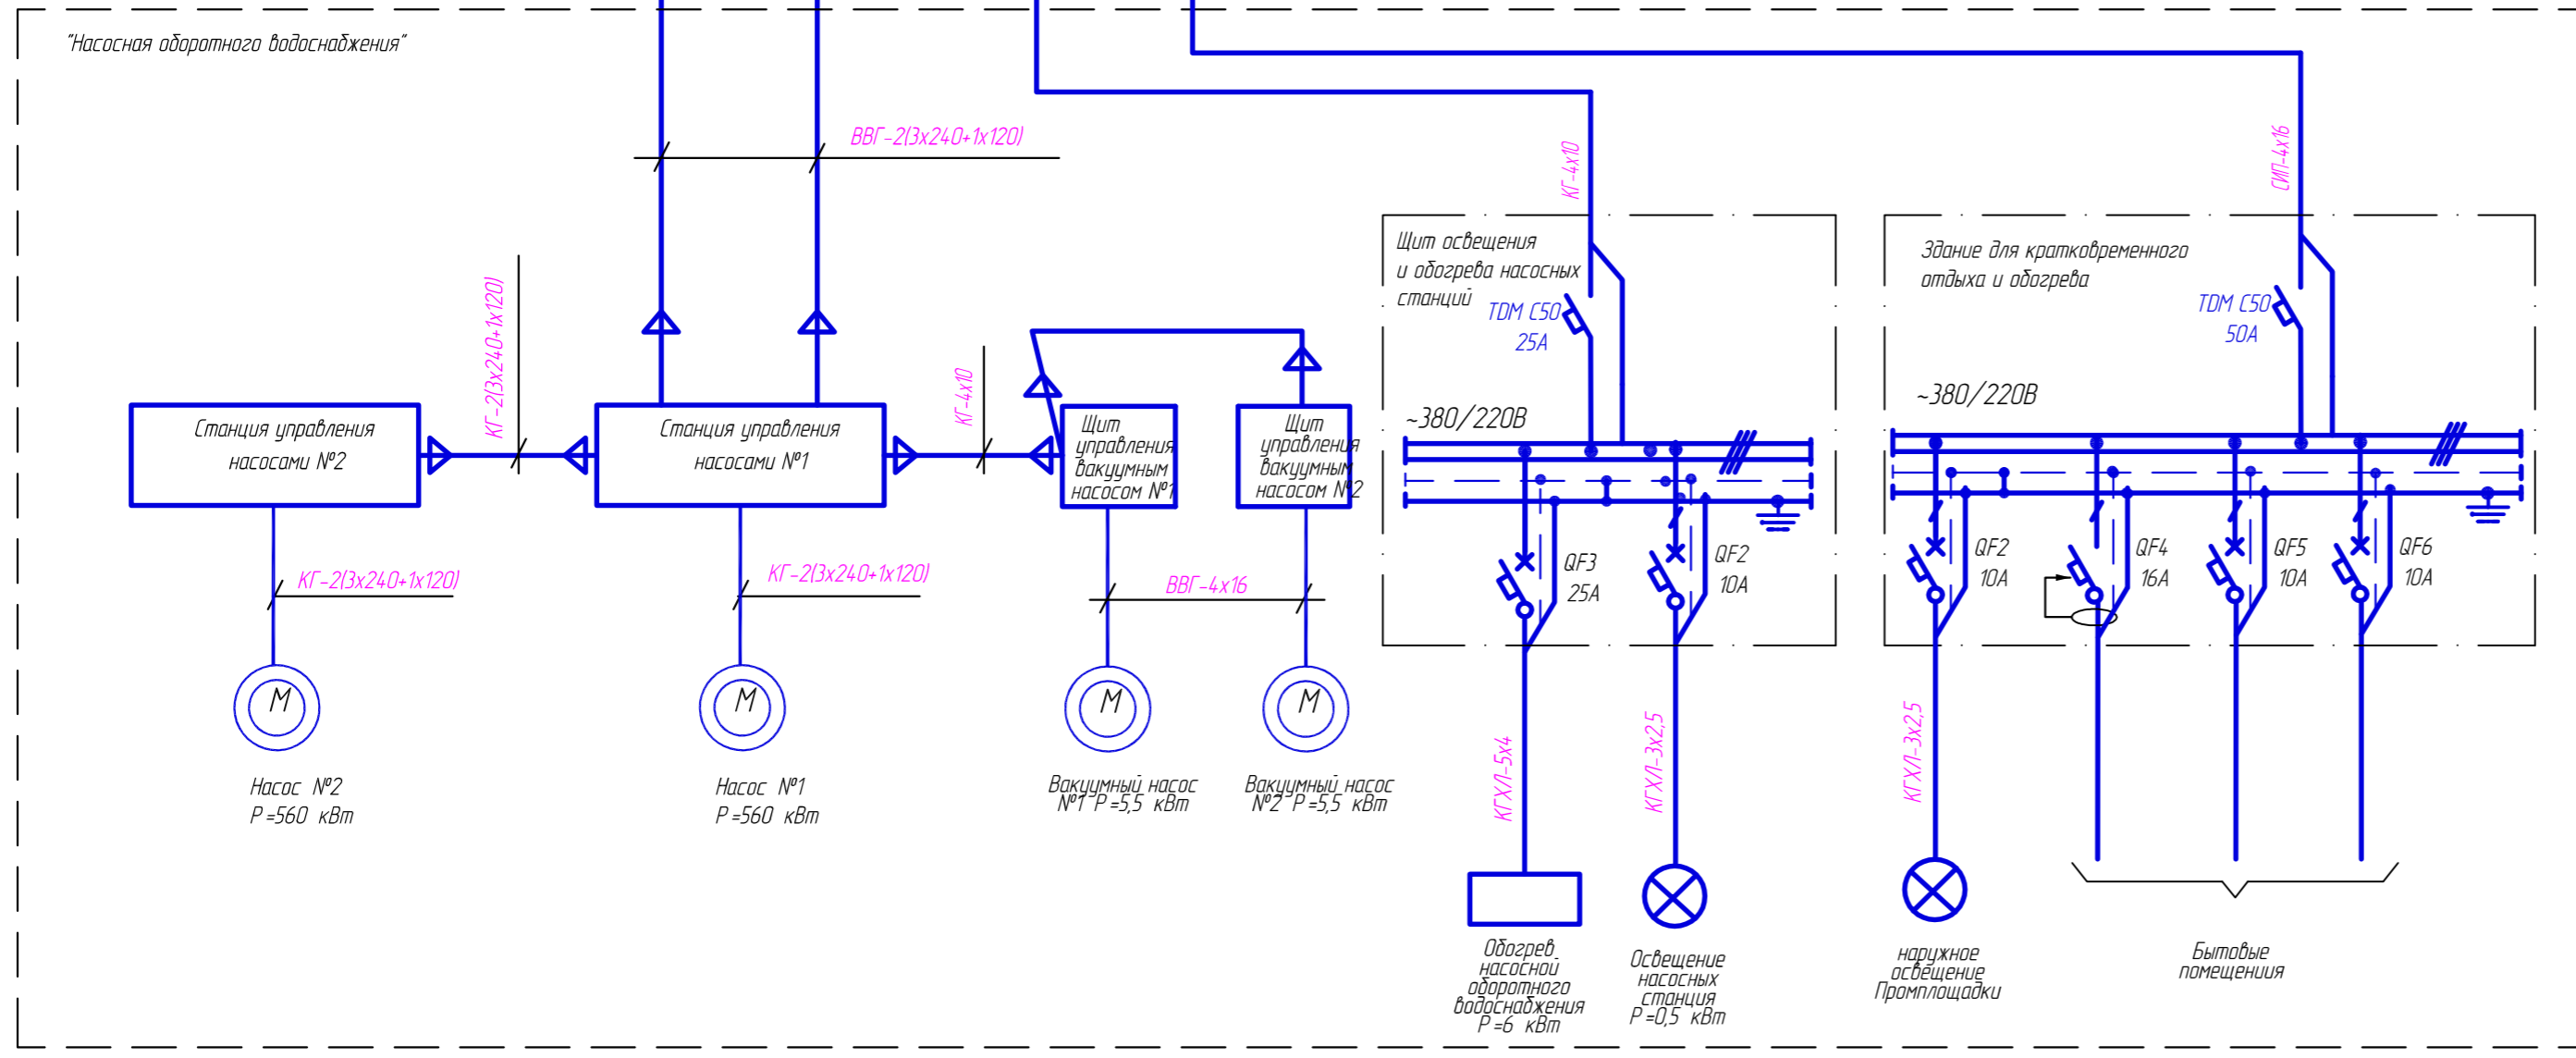 "Насосная оборотного водоснабжения"
ВВГ-2(3х240+1х120)
КГ-4х10
СИП-4х16
Щит освещения
и обогрева насосных
станций
TDM C50
25А
~380/220В
Здание для кратковременного
отдыха и обогрева
TDM C50
50А
~380/220В
КГ-2(3х240+1х120)
КГ-4х10
Станция управления
насосами №2
Станция управления
насосами №1
Щит
управления
вакуумным
насосом №1
Щит
управления
вакуумным
насосом №2
КГ-2(3х240+1х120)
КГ-2(3х240+1х120)
ВВГ-4х16
QF3
25А
QF2
10А
QF2
10А
QF4
16А
QF5
10А
QF6
10А
М
М
М
М
КГХЛ-5х4
КГХЛ-3х2,5
КГХЛ-3х2,5
Насос №2
Р=560 кВт
Насос №1
Р=560 кВт
Вакуумный насос
№1 Р=5,5 кВт
Вакуумный насос
№2 Р=5,5 кВт
Обогрев
насосной
оборотного
водоснабжения
Р=6 кВт
Освещение
насосных
станция
Р=0,5 кВт
наружное
освещение
Промплощадки
Бытовые
помещениия